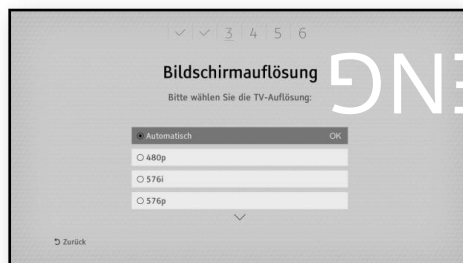 ✓ | ✓ | 3 | 4 | 5 | 6
Bildschirmauflösung
Bitte wählen Sie die TV-Auflösung:
Automatisch OK
480p
576i
576p
Zurück